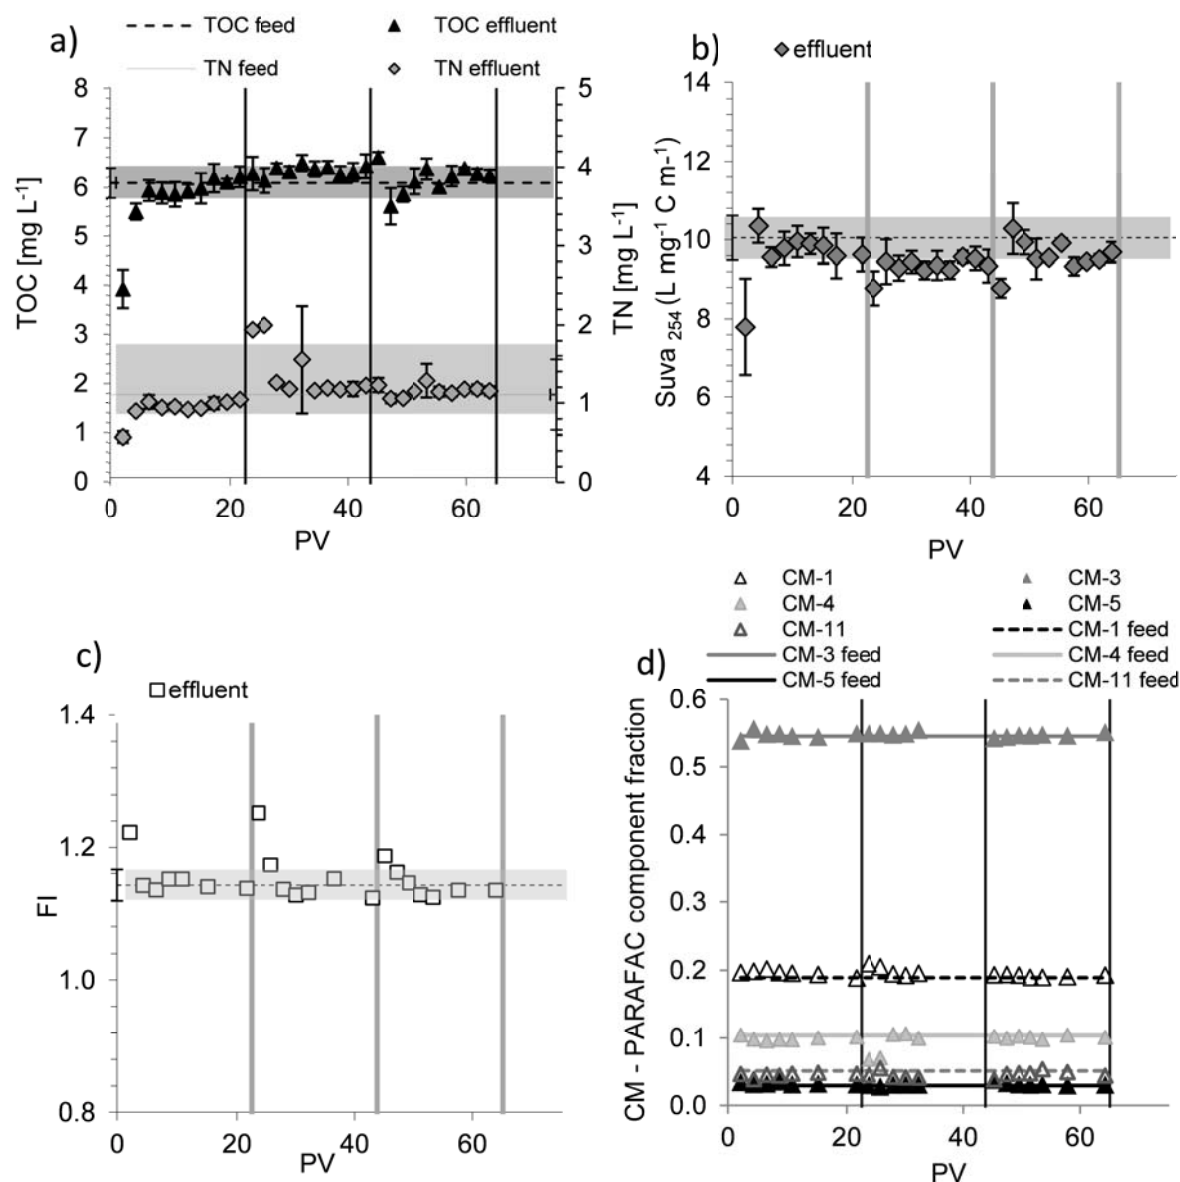 a)
TOC feed
TOC effluent
TN feed
TN effluent
8
7
6
5
4
3
2
1
0
TOC [mg L-1]
5
4
3
2
1
0
TN [mg L-1]
0 20 40 60
PV
b)
effluent
14
12
10
8
6
4
Suva 254 (L mg-1 C m-1)
0 20 40 60
PV
c)
effluent
1.4
1.2
1.0
0.8
FI
0 20 40 60
PV
d)
CM-1
CM-3
CM-4
CM-5
CM-11
CM-1 feed
CM-3 feed
CM-4 feed
CM-5 feed
CM-11 feed
0.6
0.5
0.4
0.3
0.2
0.1
0.0
CM - PARAFAC component fraction
0 20 40 60
PV